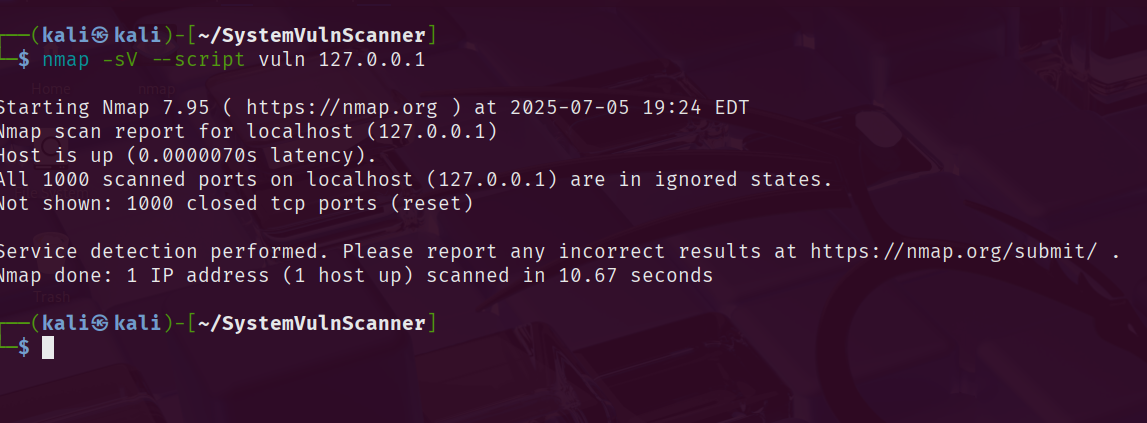 ┌──(kali㉿kali)-[~/SystemVulnScanner]
└─$ nmap -sV --script vuln 127.0.0.1
Home nmap
Starting Nmap 7.95 ( https://nmap.org ) at 2025-07-05 19:24 EDT
Nmap scan report for localhost (127.0.0.1)
Host is up (0.0000070s latency).
All 1000 scanned ports on localhost (127.0.0.1) are in ignored states.
Not shown: 1000 closed tcp ports (reset)
Service detection performed. Please report any incorrect results at https://nmap.org/submit/ .
Nmap done: 1 IP address (1 host up) scanned in 10.67 seconds
Trash
┌──(kali㉿kali)-[~/SystemVulnScanner]
└─$